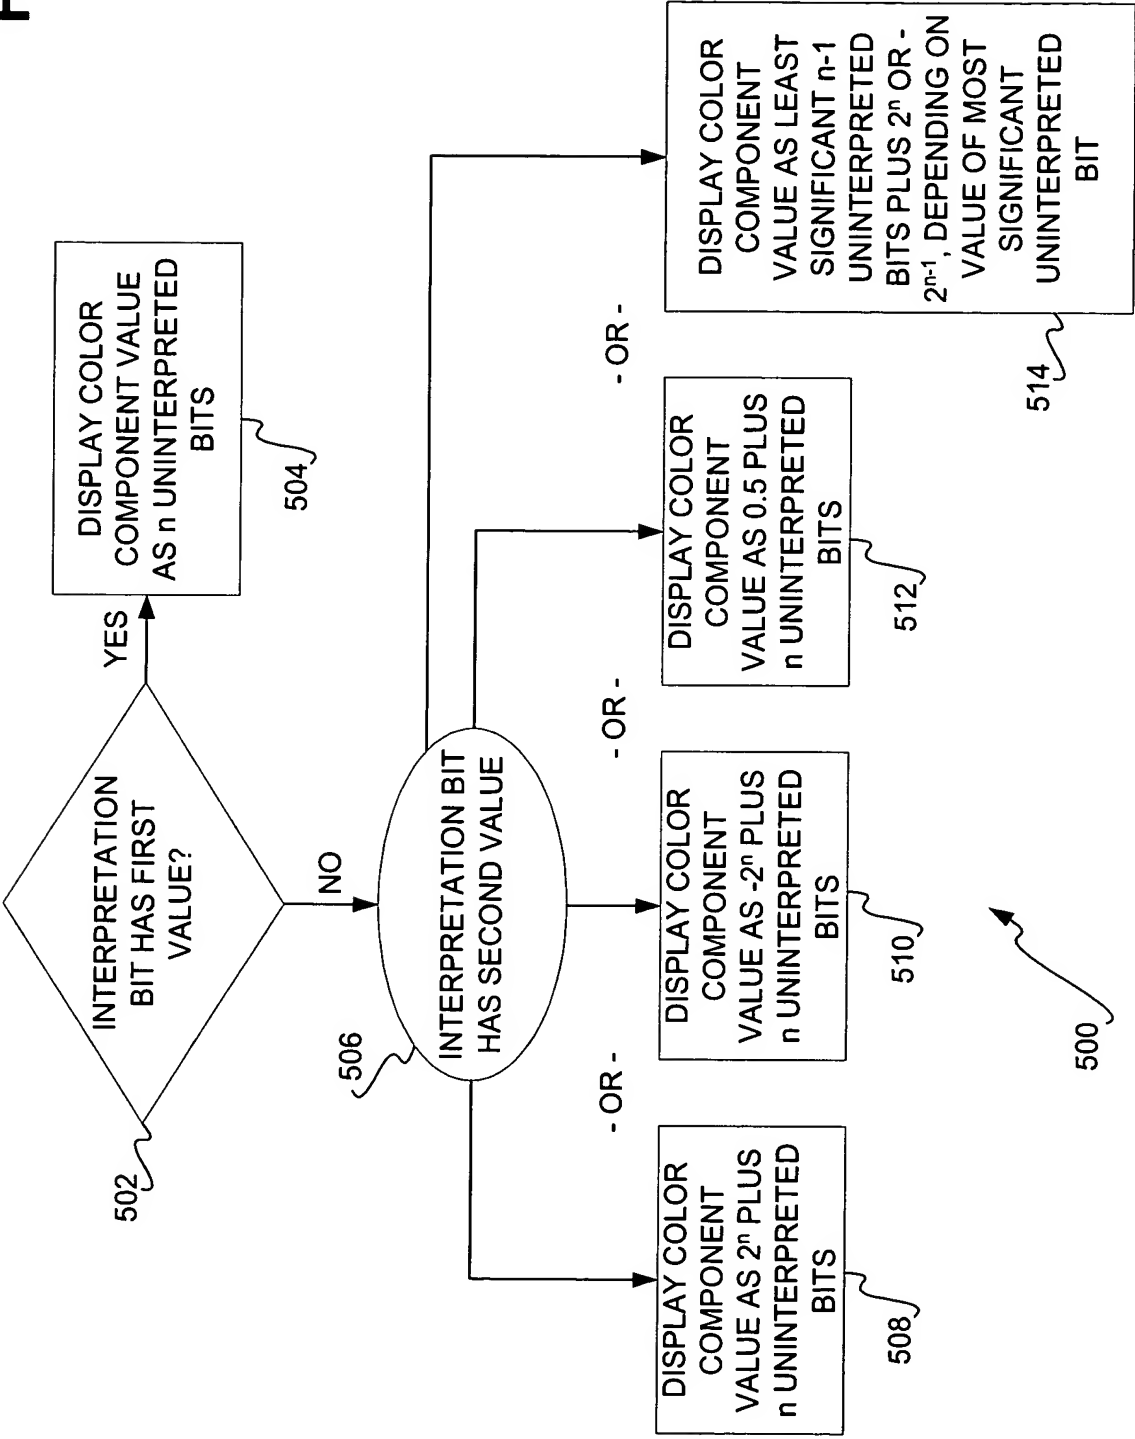 INTERPRETATION
BIT HAS FIRST
VALUE?
502
YES
DISPLAY COLOR
COMPONENT VALUE
AS n UNINTERPRETED
BITS
504
NO
INTERPRETATION BIT
HAS SECOND VALUE
506
DISPLAY COLOR
COMPONENT
VALUE AS 2ⁿ PLUS
n UNINTERPRETED
BITS
508
- OR -
DISPLAY COLOR
COMPONENT
VALUE AS -2ⁿ PLUS
n UNINTERPRETED
BITS
510
- OR -
DISPLAY COLOR
COMPONENT
VALUE AS 0.5 PLUS
n UNINTERPRETED
BITS
512
- OR -
DISPLAY COLOR
COMPONENT
VALUE AS LEAST
SIGNIFICANT n-1
UNINTERPRETED
BITS PLUS 2ⁿ OR -
2ⁿ⁻¹, DEPENDING ON
VALUE OF MOST
SIGNIFICANT
UNINTERPRETED
BIT
514
500